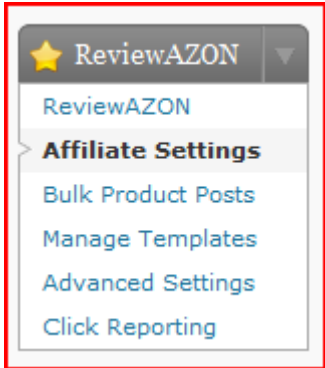 ReviewAZON
ReviewAZON
Affiliate Settings
Bulk Product Posts
Manage Templates
Advanced Settings
Click Reporting